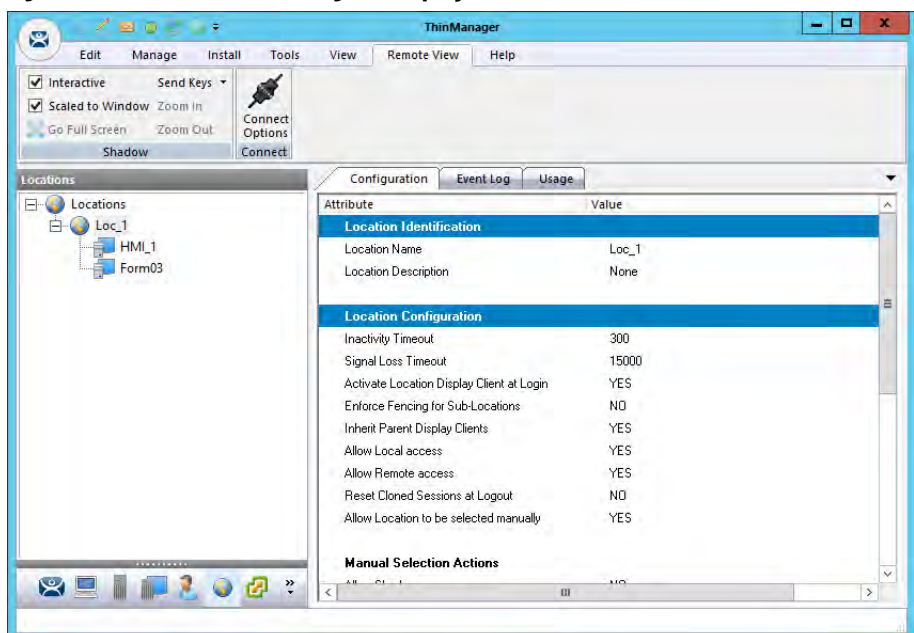 ThinManager
Edit Manage Install Tools View Remote View Help
Interactive Send Keys
Scaled to Window Zoom In
Go Full Screen Zoom Out
Connect Options
Shadow Connect
Locations
Configuration Event Log Usage
Locations
Loc_1
HMI_1
Form03
Attribute Value
Location Identification
Location Name Loc_1
Location Description None
Location Configuration
Inactivity Timeout 300
Signal Loss Timeout 15000
Activate Location Display Client at Login YES
Enforce Fencing for Sub-Locations NO
Inherit Parent Display Clients YES
Allow Local access YES
Allow Remote access YES
Reset Cloned Sessions at Logout NO
Allow Location to be selected manually YES
Manual Selection Actions